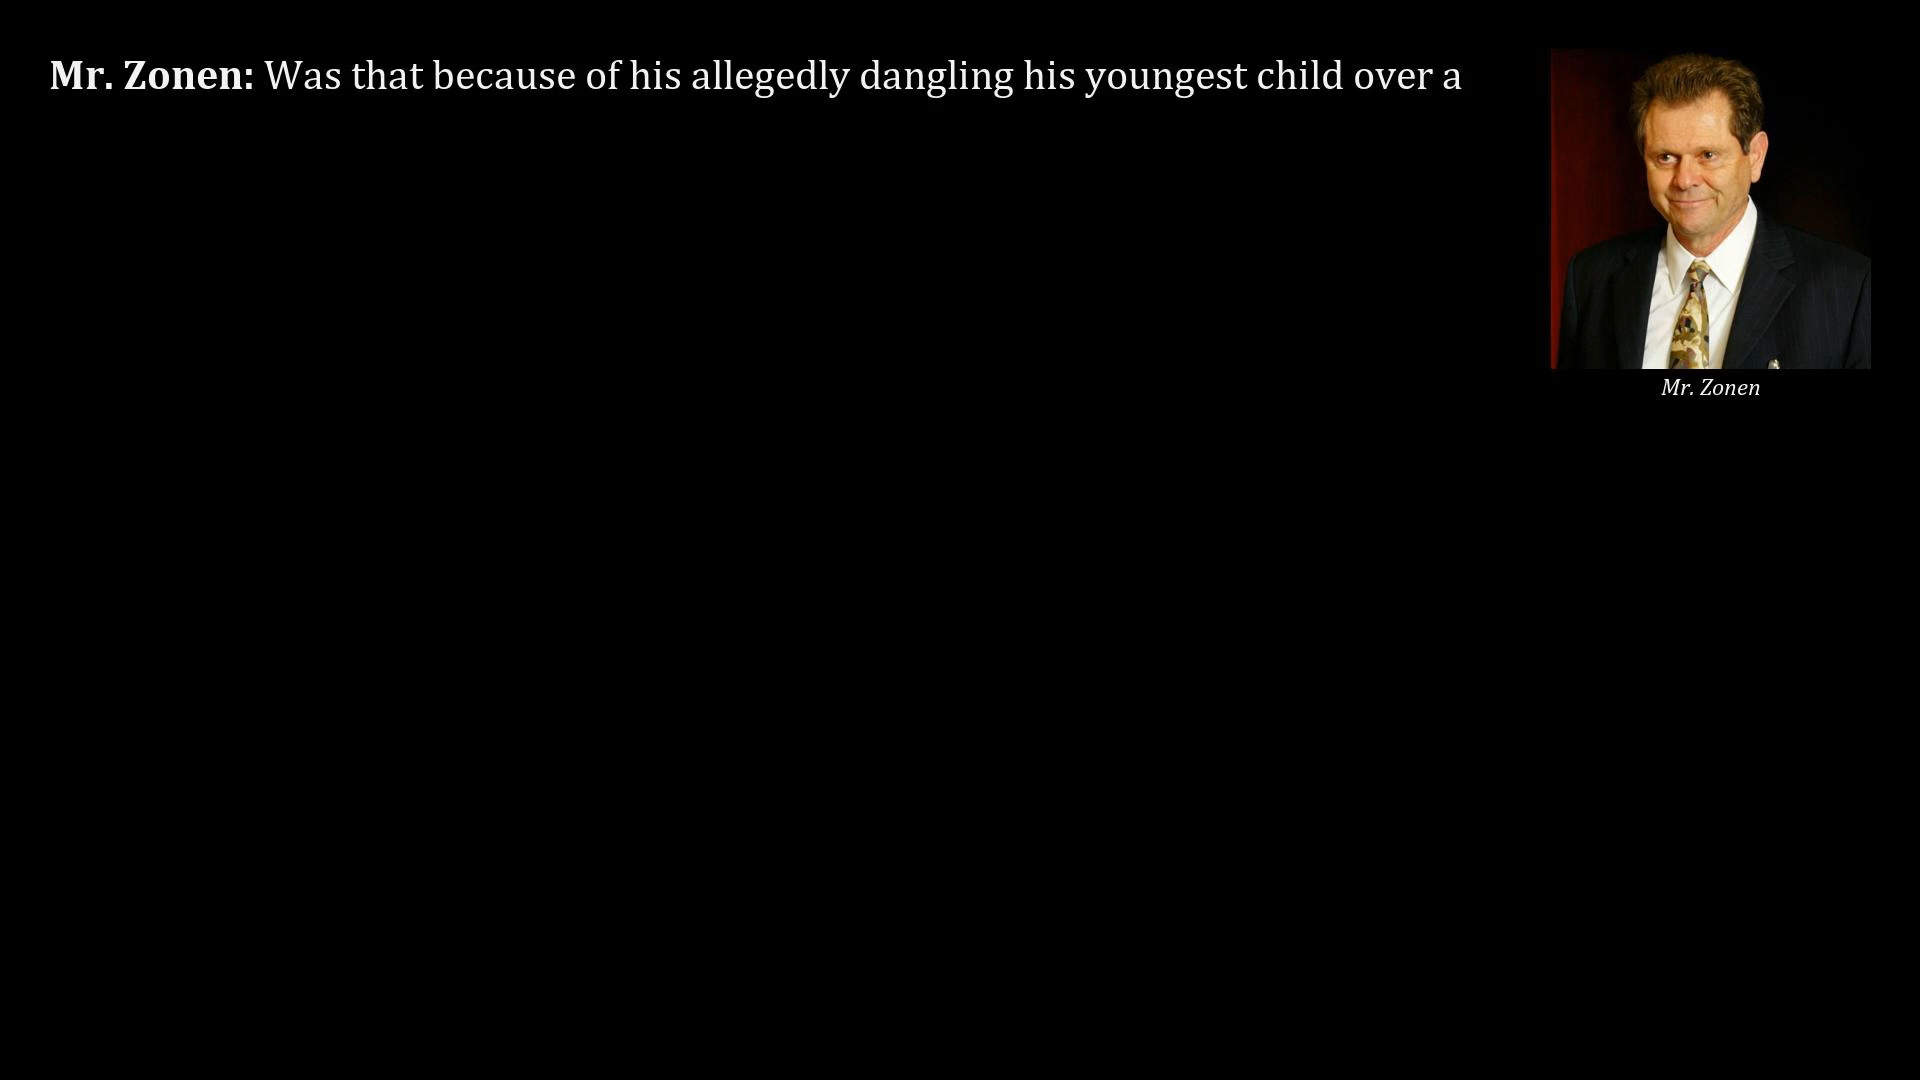 Mr. Zonen: Was that because of his allegedly dangling his youngest child over a
Mr. Zonen